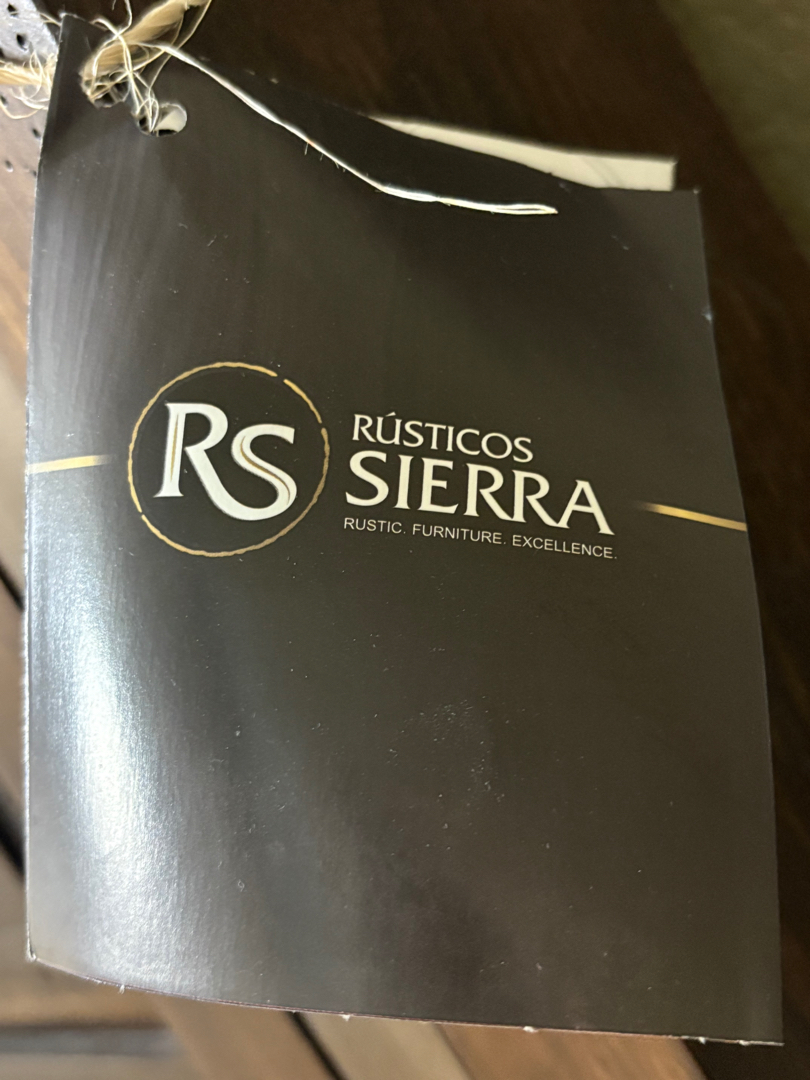 RS
RÚSTICOS
SIERRA
RUSTIC. FURNITURE. EXCELLENCE.